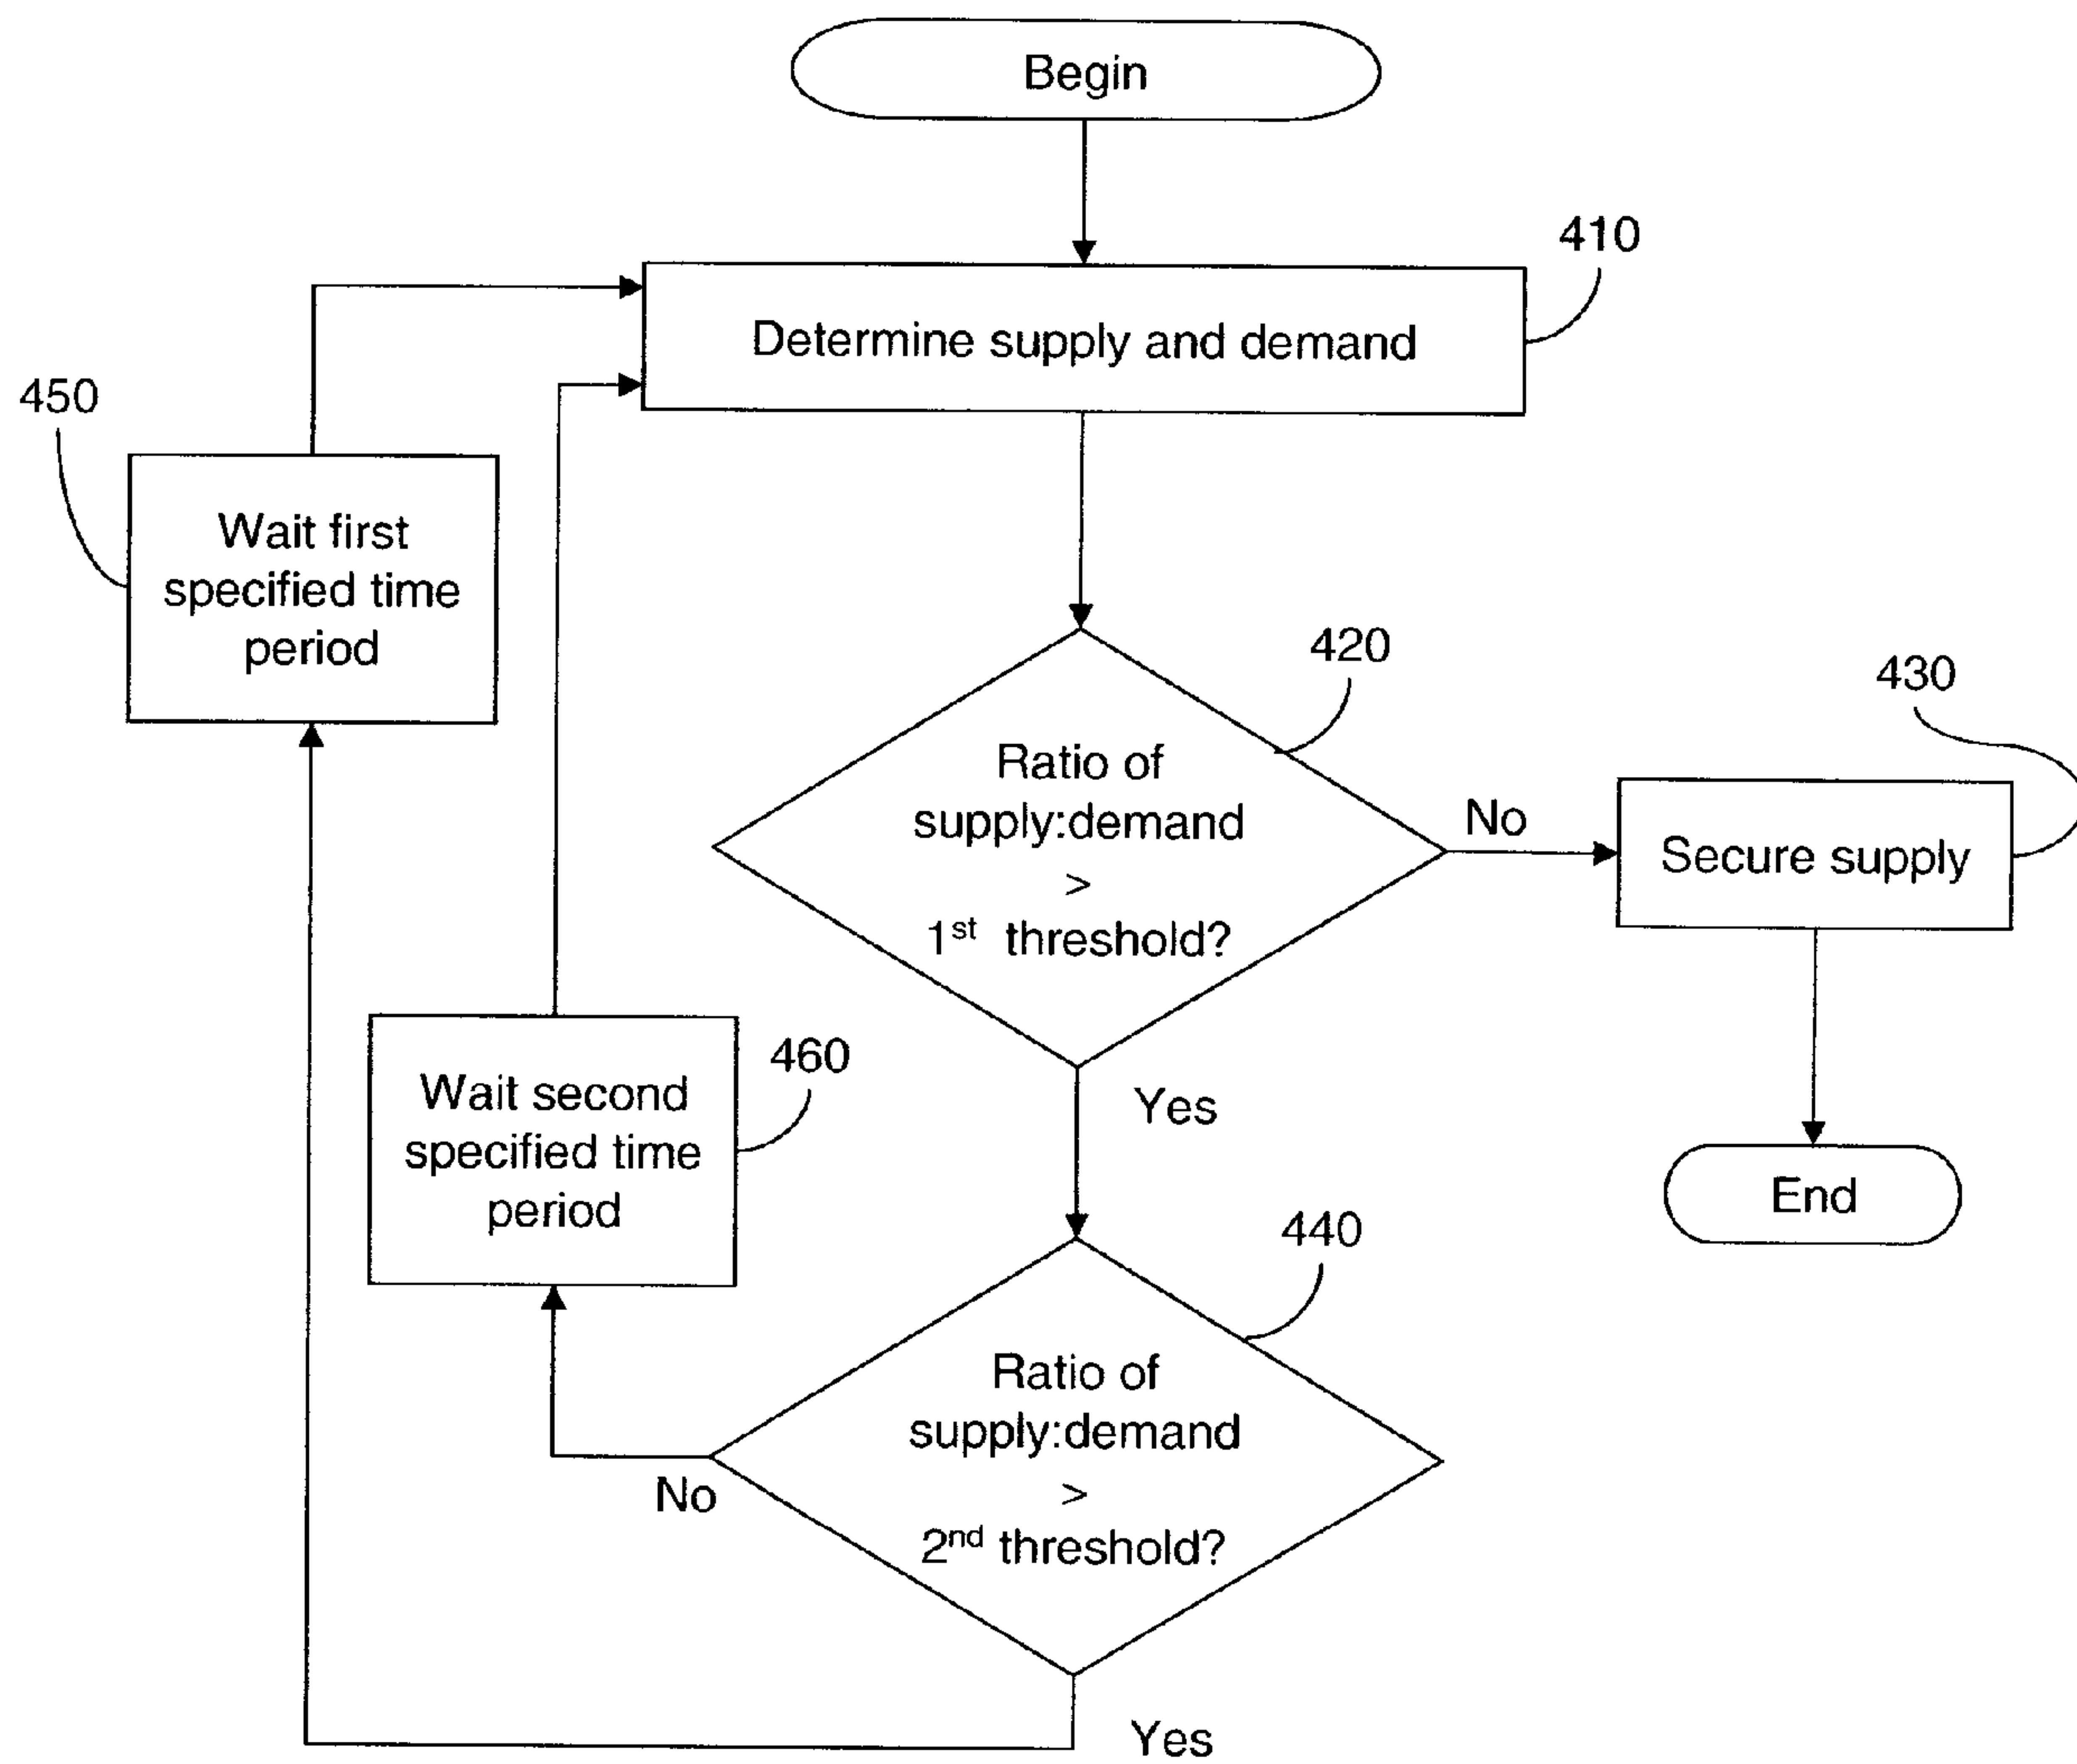 Begin
410
Determine supply and demand
450
Wait first
specified time
period
420
430
Ratio of
supply:demand
>
1st threshold?
No
Secure supply
460
Wait second
specified time
period
Yes
End
440
Ratio of
supply:demand
>
2nd threshold?
No
Yes